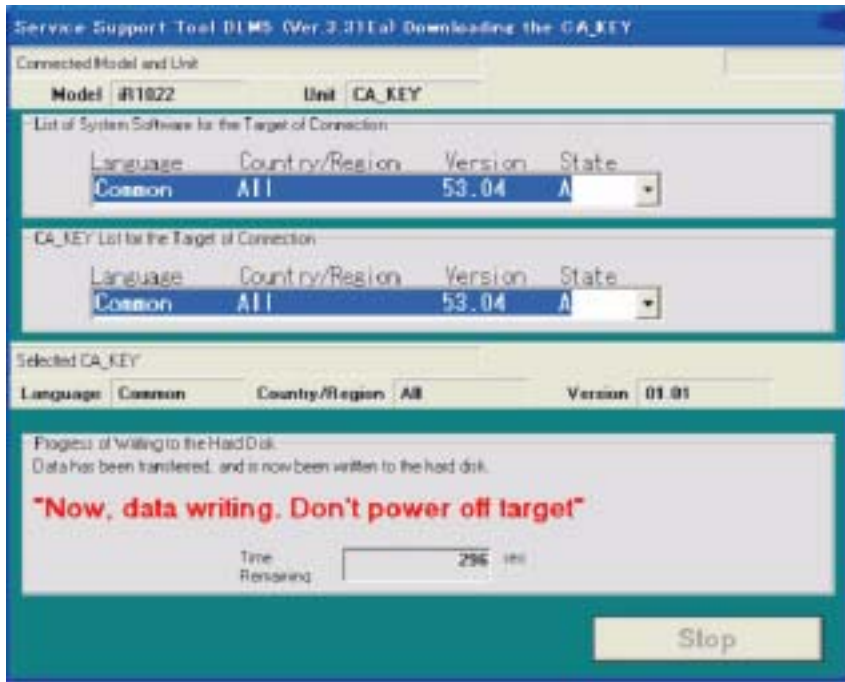 Service Support Tool DLM5 (Ver.3.31Ea) Downloading the CA_KEY
Connected Model and Unit
Model iR1022 Unit CA_KEY
List of System Software for the Target of Connection
Language Country/Region Version State
Common All 53.04 A
CA_KEY List for the Target of Connection
Language Country/Region Version State
Common All 53.04 A
Selected CA_KEY
Language Common Country/Region All Version 01.01
Progress of Writing to the Hard Disk
Data has been transferred, and is now been written to the hard disk.
"Now, data writing. Don't power off target"
Time
Remaining 296 sec
Stop